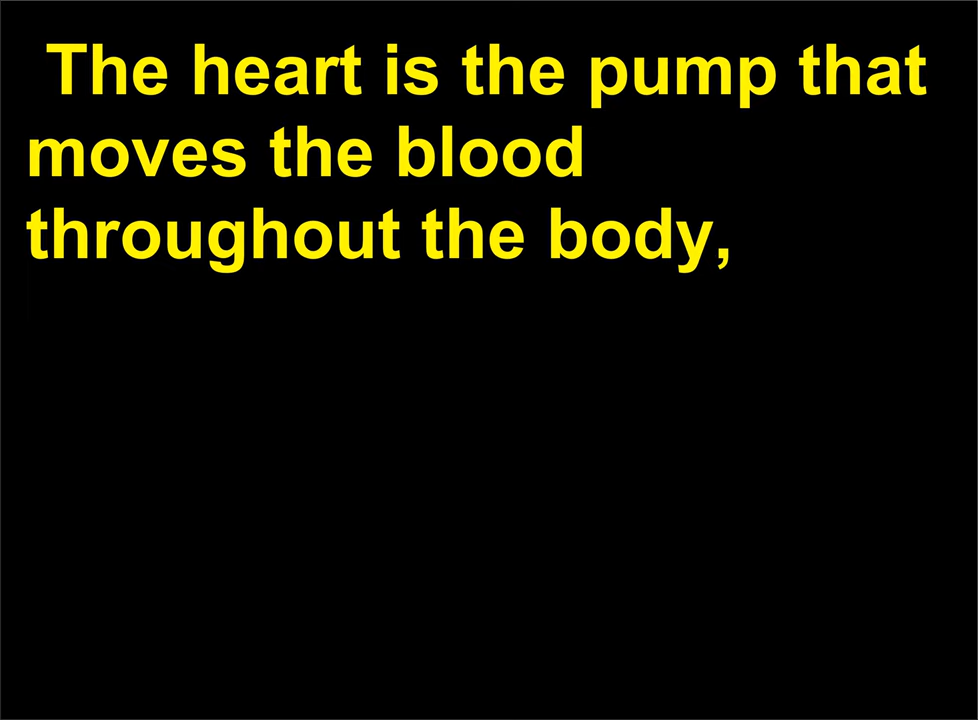 The heart is the pump that
moves the blood
throughout the body,